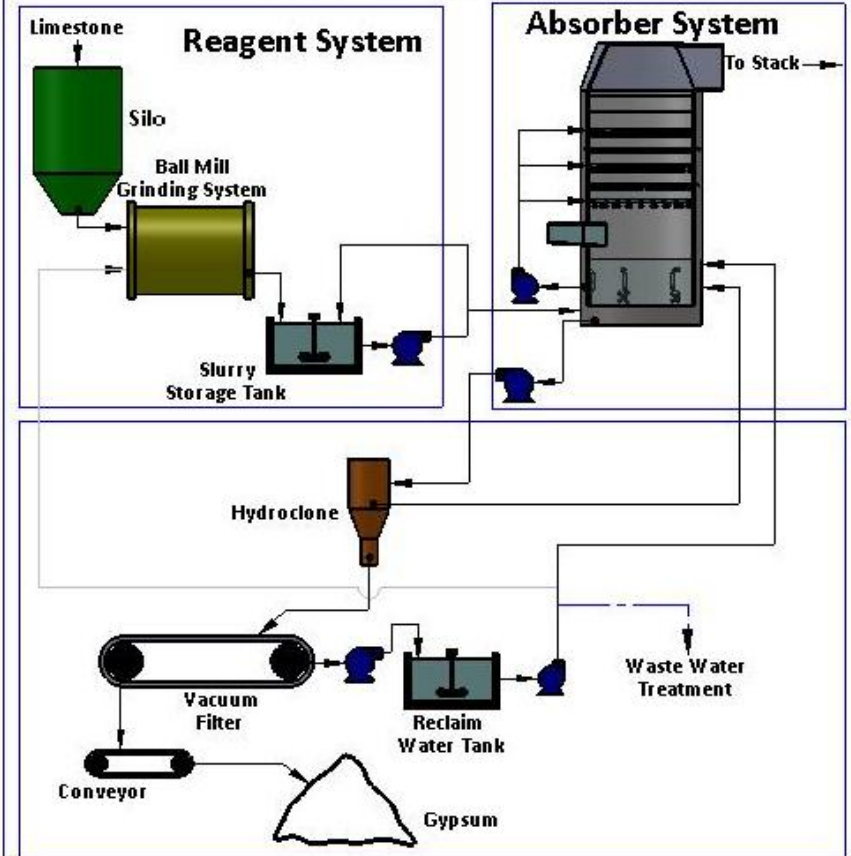 Limestone
Reagent System
Absorber System
To Stack
Silo
Ball Mill
Grinding System
Slurry
Storage Tank
Hydroclone
Vacuum
Filter
Reclaim
Water Tank
Waste Water
Treatment
Conveyor
Gypsum